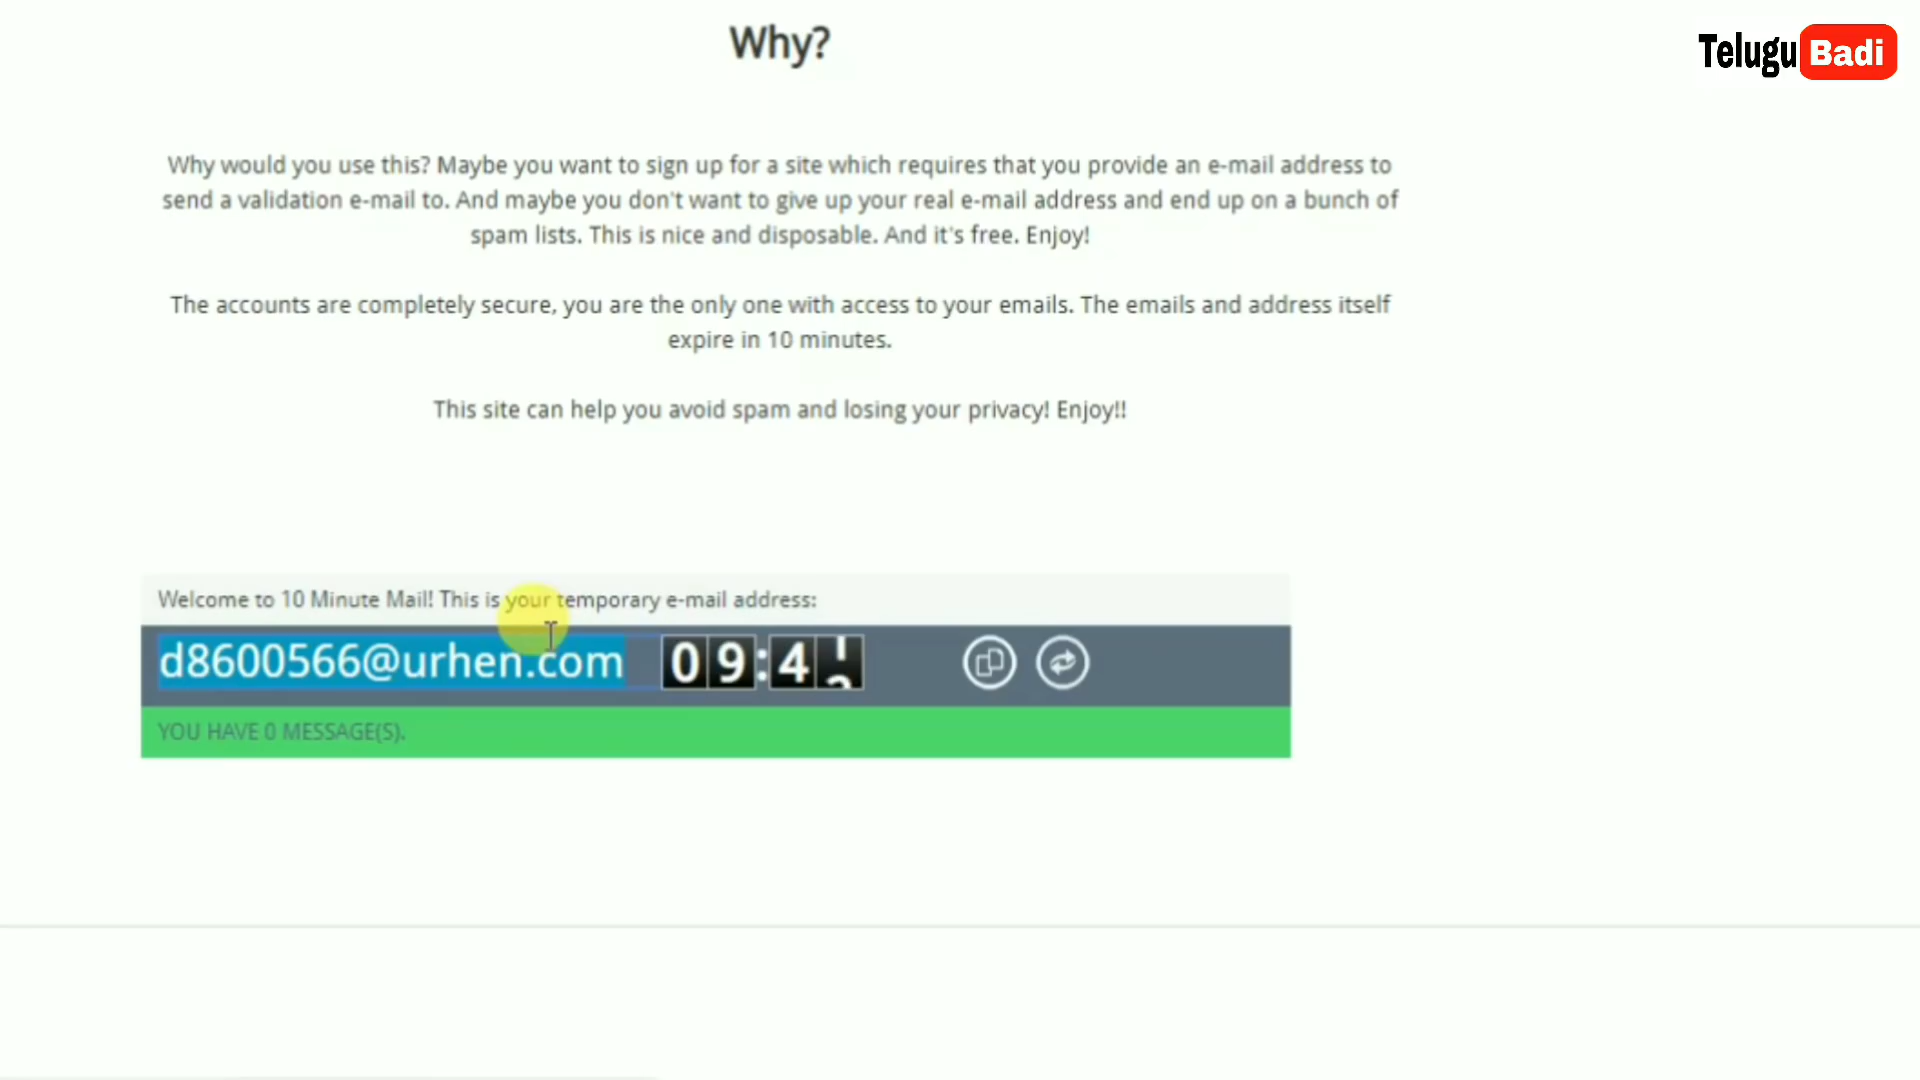 Why?
Telugu Badi
Why would you use this? Maybe you want to sign up for a site which requires that you provide an e-mail address to
send a validation e-mail to. And maybe you don't want to give up your real e-mail address and end up on a bunch of
spam lists. This is nice and disposable. And it's free. Enjoy!
The accounts are completely secure, you are the only one with access to your emails. The emails and address itself
expire in 10 minutes.
This site can help you avoid spam and losing your privacy! Enjoy!!
Welcome to 10 Minute Mail! This is your temporary e-mail address:
d8600566@urhen.com 09:4
YOU HAVE 0 MESSAGE(S).